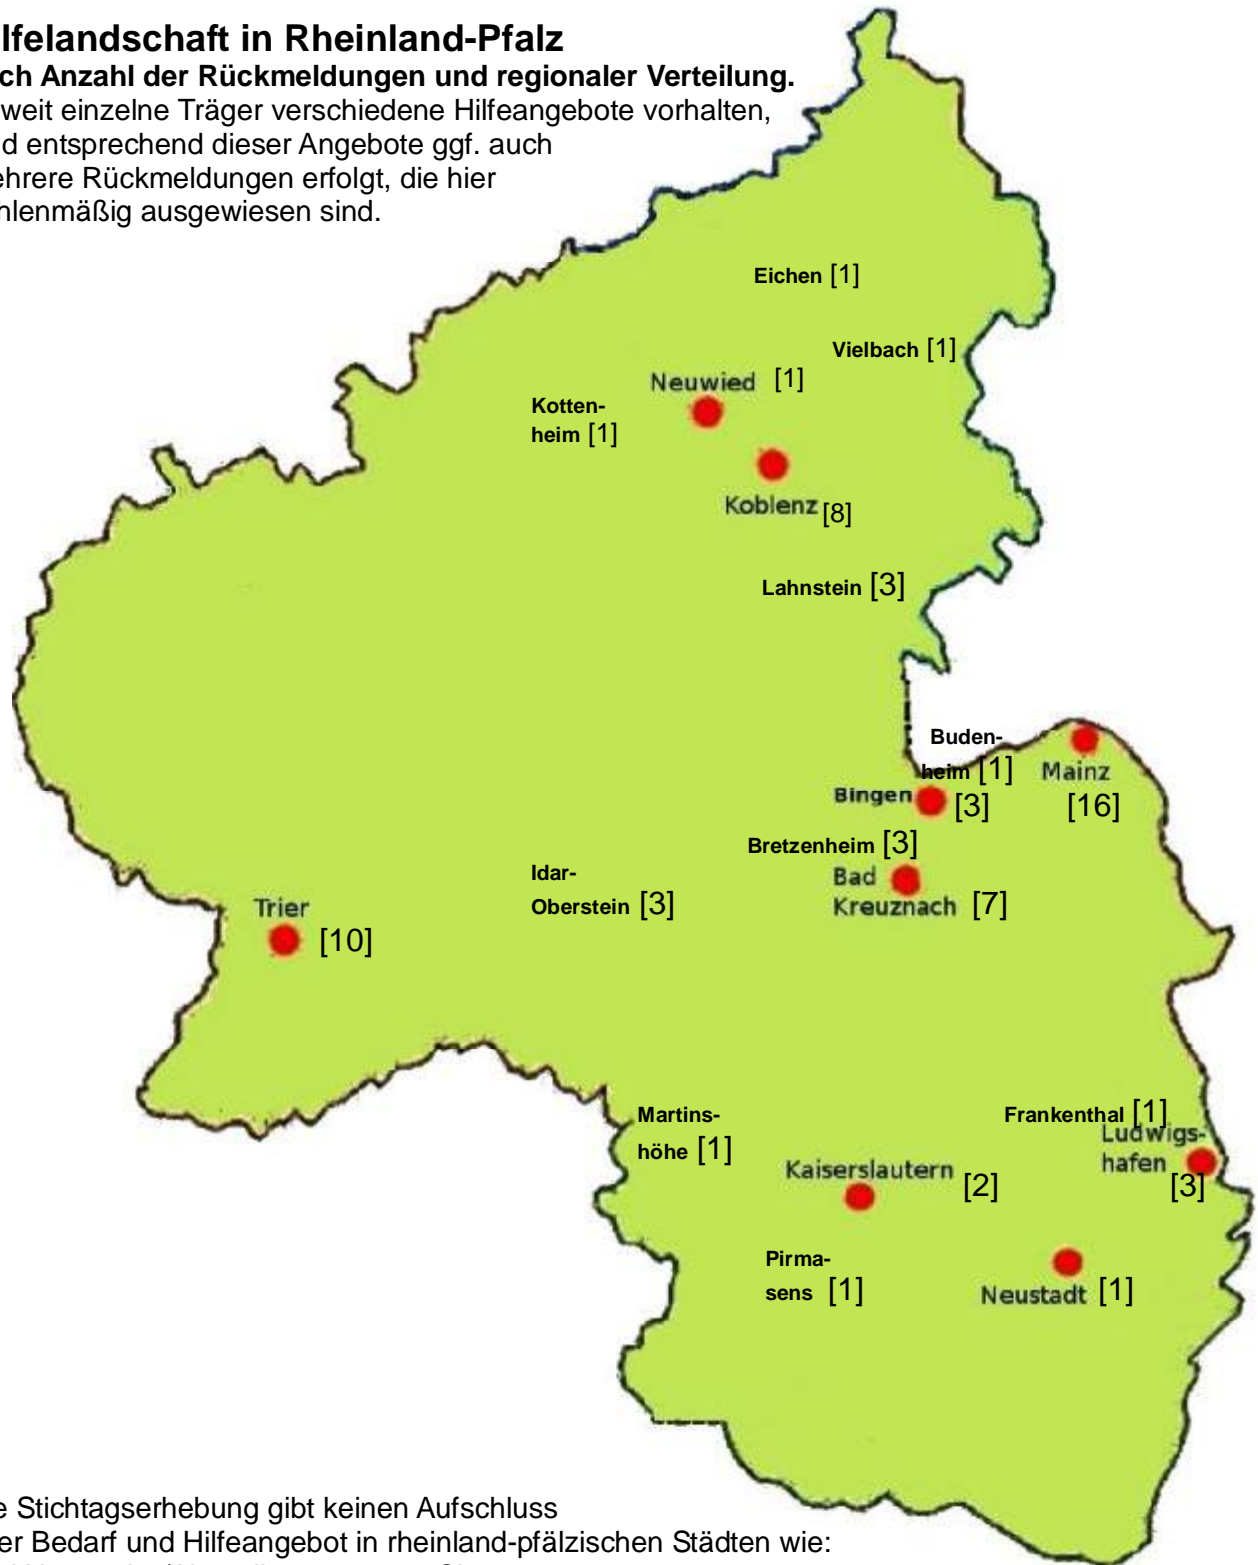 lfelandschaft in Rheinland-Pfalz
ch Anzahl der Rückmeldungen und regionaler Verteilung.
weit einzelne Träger verschiedene Hilfeangebote vorhalten,
d entsprechend dieser Angebote ggf. auch
ehrere Rückmeldungen erfolgt, die hier
hlenmäßig ausgewiesen sind.
Eichen [1]
Vielbach [1]
Neuwied [1]
Kotten-
heim [1]
Koblenz [8]
Lahnstein [3]
Buden-
heim [1]
Mainz
[16]
Bingen [3]
Bretzenheim [3]
Bad
Kreuznach [7]
Idar-
Oberstein [3]
Trier
[10]
Martins-
höhe [1]
Frankenthal [1]
Ludwigs-
hafen
[3]
Kaiserslautern [2]
Pirma-
sens [1]
Neustadt [1]
e Stichtagserhebung gibt keinen Aufschluss
er Bedarf und Hilfeangebot in rheinland-pfälzischen Städten wie: